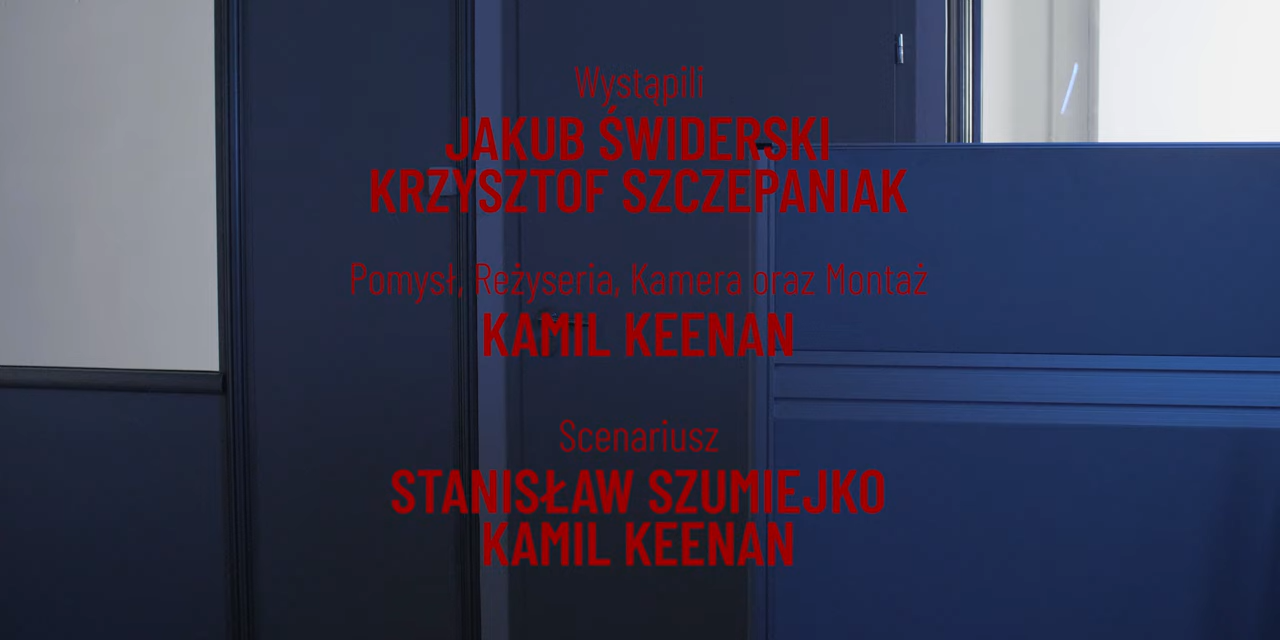 Wystąpili
JAKUB ŚWIDERSKI
KRZYSZTOF SZCZEPANIAK
Pomysł, Reżyseria, Kamera oraz Montaż
KAMIL KEENAN
Scenariusz
STANISŁAW SZUMIEJKO
KAMIL KEENAN